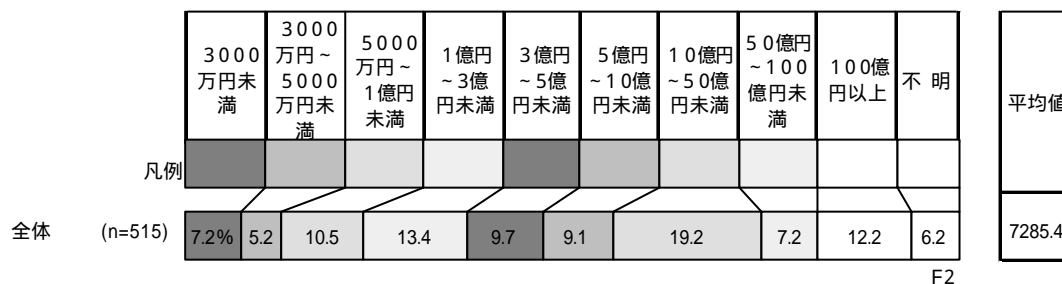 3000
万円未
満
3000
万円~
5000
万円未
満
5000
万円~
1億円
未満
1億円
~3億
円未満
3億円
~5億
円未満
5億円
~10億
円未満
10億円
~50億
円未満
50億円
~100
億円未
満
100億
円以上
不 明
平均値
凡例
全体 (n=515) 7.2% 5.2 10.5 13.4 9.7 9.1 19.2 7.2 12.2 6.2 7285.4
F2